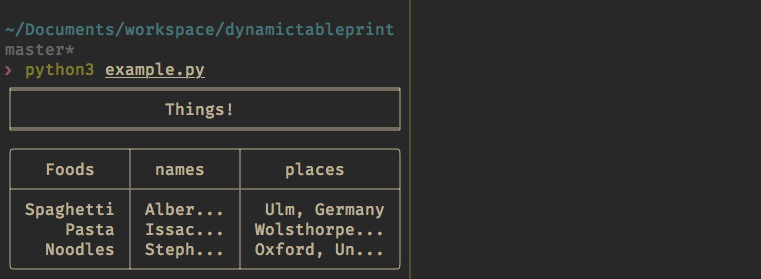 ~/Documents/workspace/dynamictableprint
master*
❯ python3 example.py
Things!
Foods names places
Spaghetti Alber... Ulm, Germany
Pasta Issac... Wolsthorpe...
Noodles Steph... Oxford, Un...